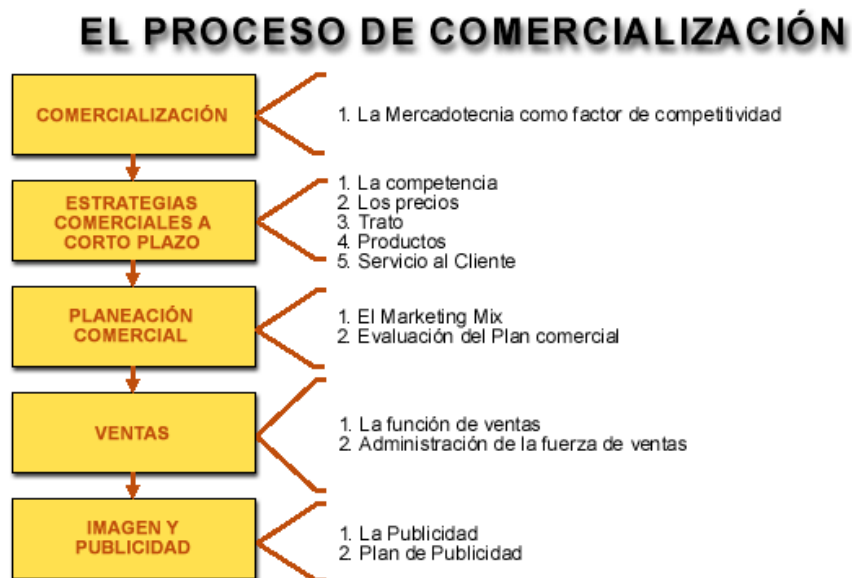 EL PROCESO DE COMERCIALIZACIÓN
COMERCIALIZACIÓN
1. La Mercadotecnia como factor de competitividad
ESTRATEGIAS
COMERCIALES A
CORTO PLAZO
1. La competencia
2. Los precios
3. Trato
4. Productos
5. Servicio al Cliente
PLANEACIÓN
COMERCIAL
1. El Marketing Mix
2. Evaluación del Plan comercial
VENTAS
1. La función de ventas
2. Administración de la fuerza de ventas
IMAGEN Y
PUBLICIDAD
1. La Publicidad
2. Plan de Publicidad